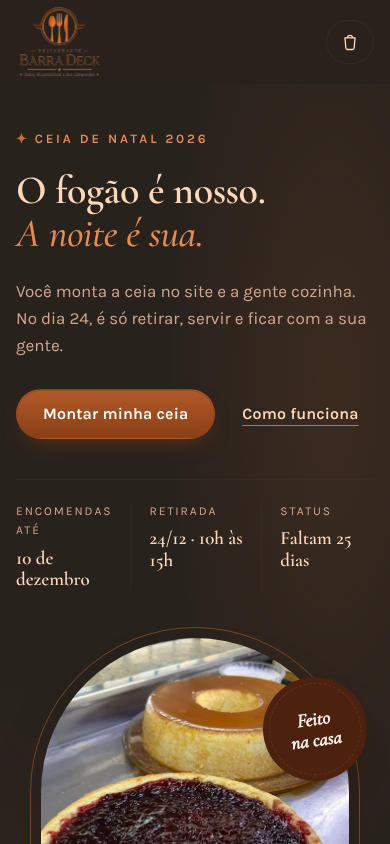 RESTAURANTE
BARRA DECK
✦ CEIA DE NATAL 2026
O fogão é nosso.
A noite é sua.
Você monta a ceia no site e a gente cozinha.
No dia 24, é só retirar, servir e ficar com a sua
gente.
Montar minha ceia
Como funciona
ENCOMENDAS
ATÉ
10 de
dezembro
RETIRADA
24/12 · 10h às
15h
STATUS
Faltam 25
dias
Feito
na casa